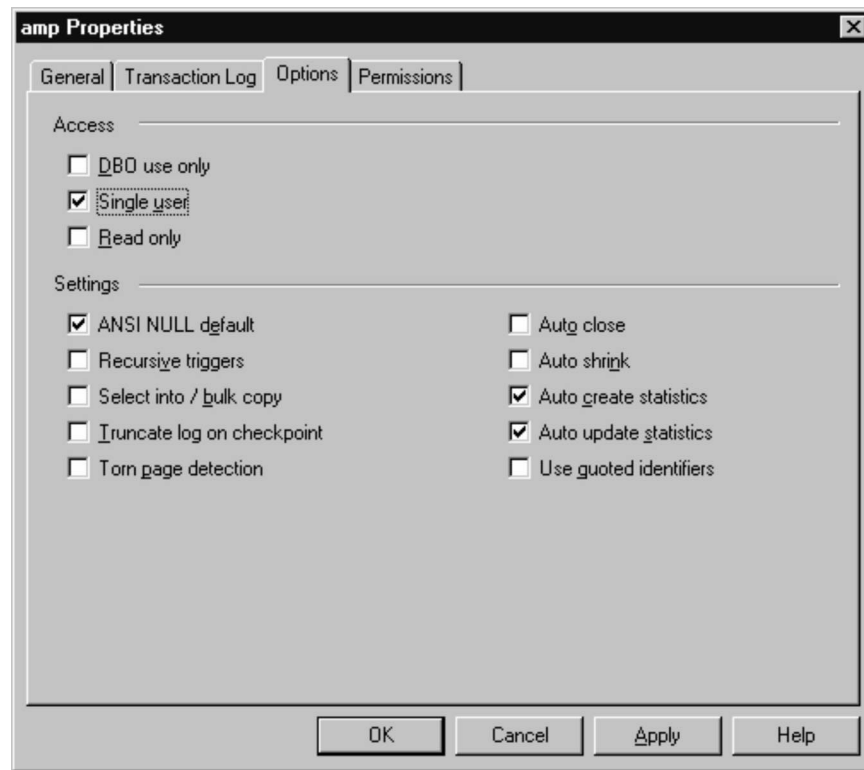 amp Properties
General Transaction Log Options Permissions
Access
DBO use only
Single user
Read only
Settings
ANSI NULL default
Recursive triggers
Select into / bulk copy
Truncate log on checkpoint
Torn page detection
Auto close
Auto shrink
Auto create statistics
Auto update statistics
Use quoted identifiers
OK Cancel Apply Help